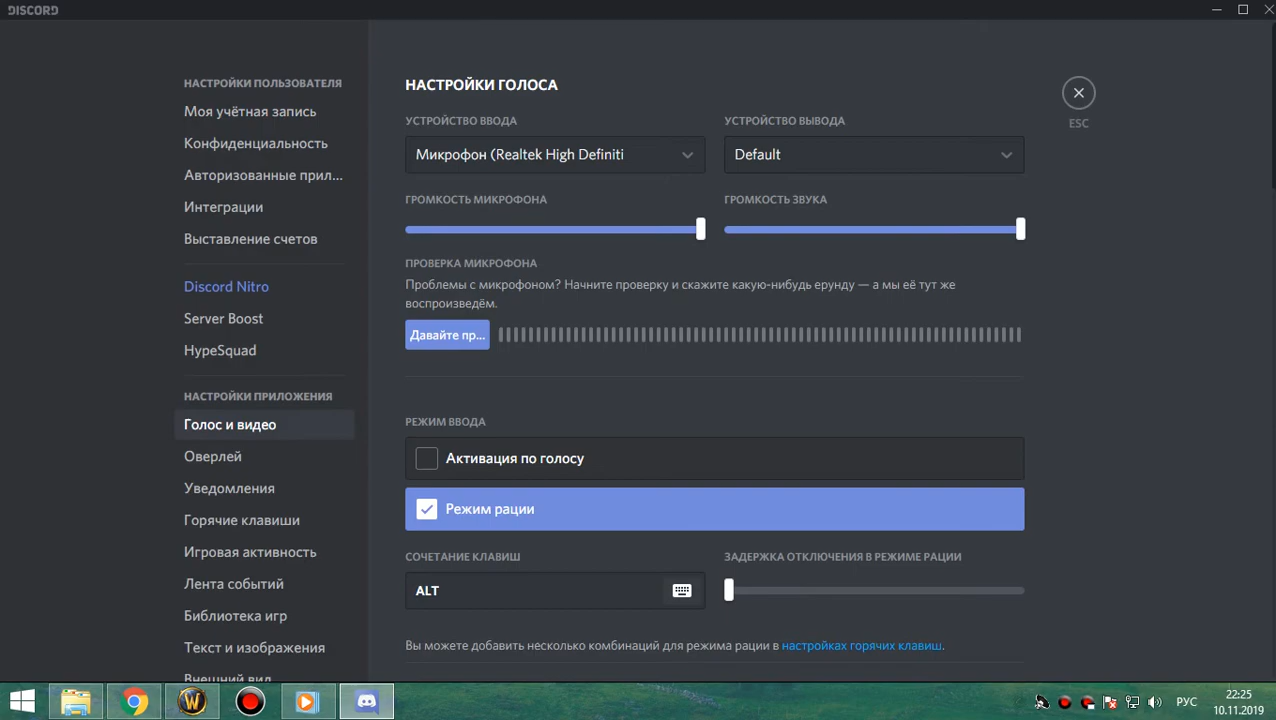 DISCORD
НАСТРОЙКИ ПОЛЬЗОВАТЕЛЯ
Моя учётная запись
Конфиденциальность
Авторизованные прил...
Интеграции
Выставление счетов
Discord Nitro
Server Boost
HypeSquad
НАСТРОЙКИ ПРИЛОЖЕНИЯ
Голос и видео
Оверлей
Уведомления
Горячие клавиши
Игровая активность
Лента событий
Библиотека игр
Текст и изображения
Внешний вид
НАСТРОЙКИ ГОЛОСА
УСТРОЙСТВО ВВОДА
УСТРОЙСТВО ВЫВОДА
Микрофон (Realtek High Definiti
Default
ГРОМКОСТЬ МИКРОФОНА
ГРОМКОСТЬ ЗВУКА
ПРОВЕРКА МИКРОФОНА
Проблемы с микрофоном? Начните проверку и скажите какую-нибудь ерунду — а мы её тут же
воспроизведём.
Давайте пр...
РЕЖИМ ВВОДА
Активация по голосу
Режим рации
СОЧЕТАНИЕ КЛАВИШ
ЗАДЕРЖКА ОТКЛЮЧЕНИЯ В РЕЖИМЕ РАЦИИ
ALT
Вы можете добавить несколько комбинаций для режима рации в настройках горячих клавиш.
ESC
РУС
22:25
10.11.2019